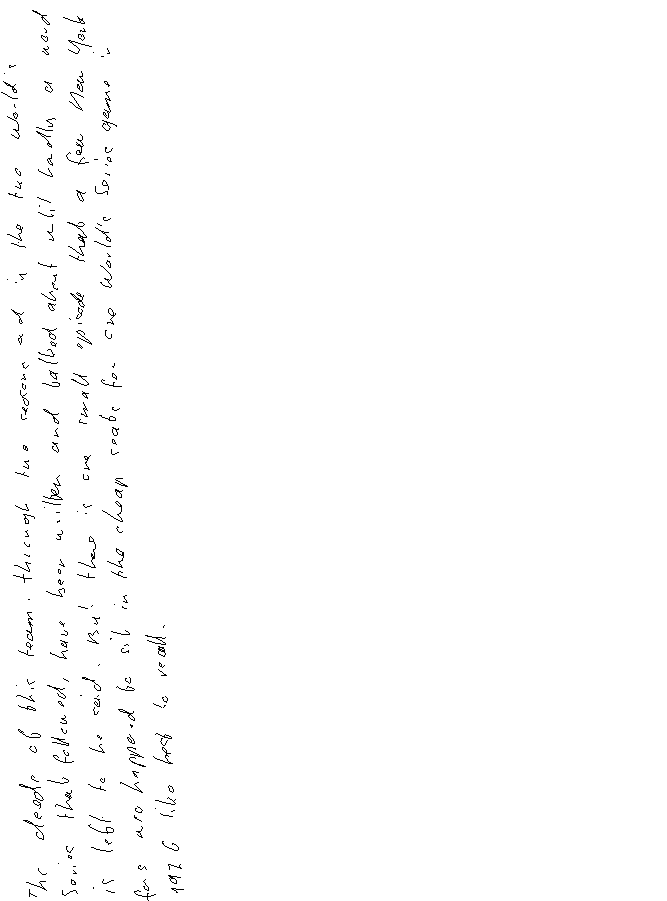 The deeds of this team, through two seasons ad in the two world's
Series that followed, have been written and talked about until hardly a word
is left to be said. But there is one small episode that a few New York
fans who happened to sit in the cheap seats for one World's Series game in
1926 like best to recall.